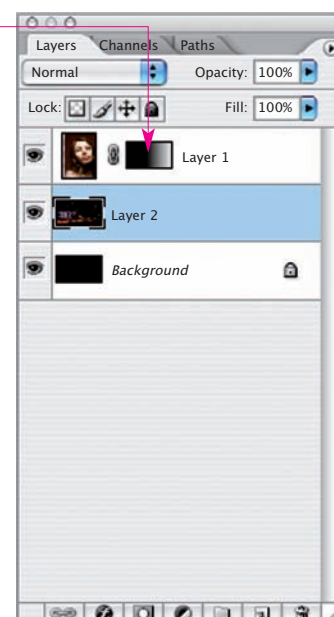 Layers Channels Paths
Normal Opacity: 100%
Lock: Fill: 100%
Layer 1
Layer 2
Background